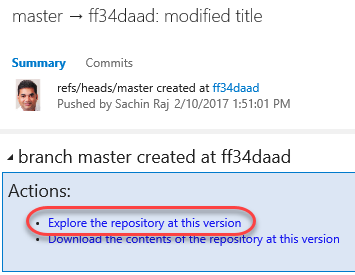 master → ff34daad: modified title
Summary Commits
refs/heads/master created at ff34daad
Pushed by Sachin Raj 2/10/2017 1:51:01 PM
branch master created at ff34daad
Actions:
• Explore the repository at this version
• Download the contents of the repository at this version